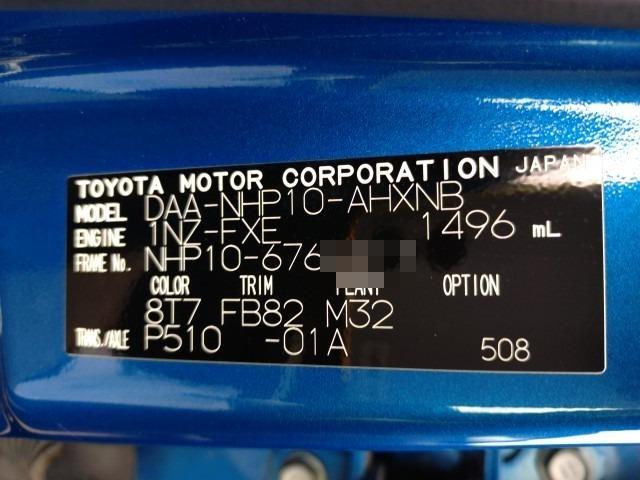 TOYOTA MOTOR CORPORATION JAPAN
MODEL DAA-NHP10-AHXNB
ENGINE 1NZ-FXE 1496 mL
FRAME No. NHP10-676
COLOR TRIM PLANT OPTION
8T7 FB82 M32
TRANS./AXLE P510 -01A 508